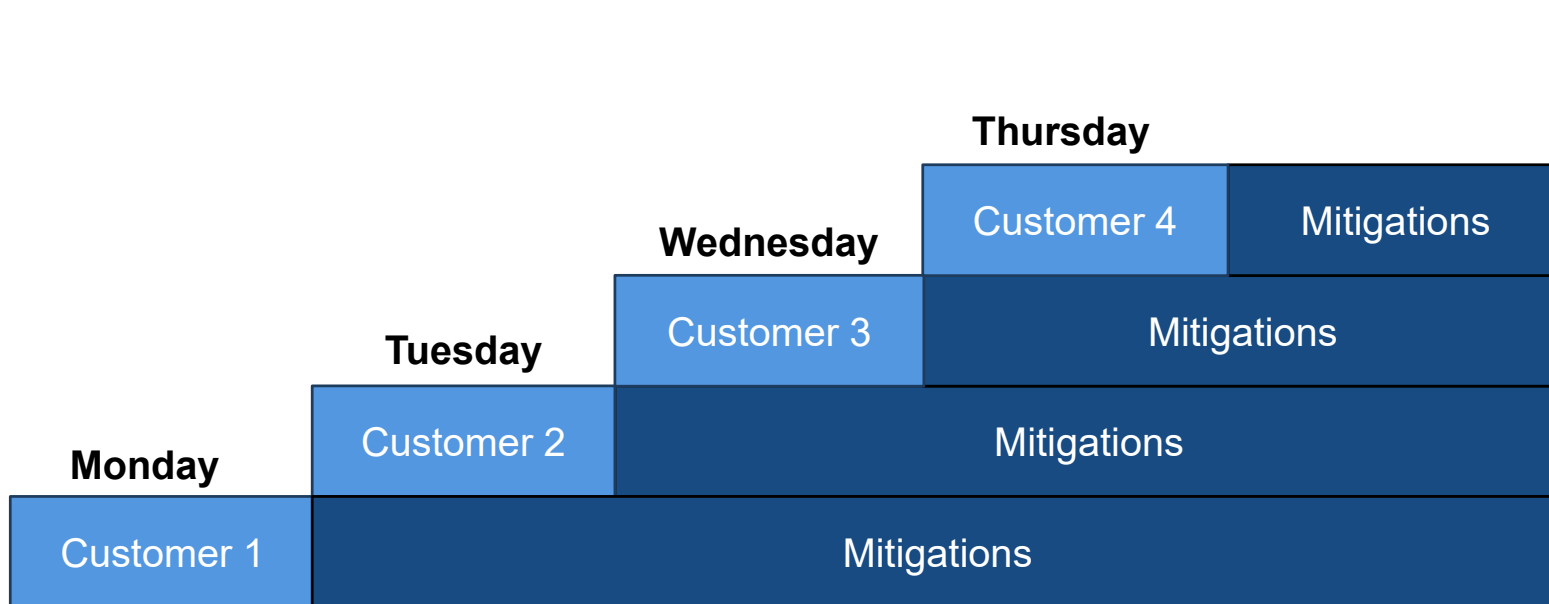 Thursday
Customer 4 Mitigations
Wednesday
Customer 3 Mitigations
Tuesday
Customer 2 Mitigations
Monday
Customer 1 Mitigations